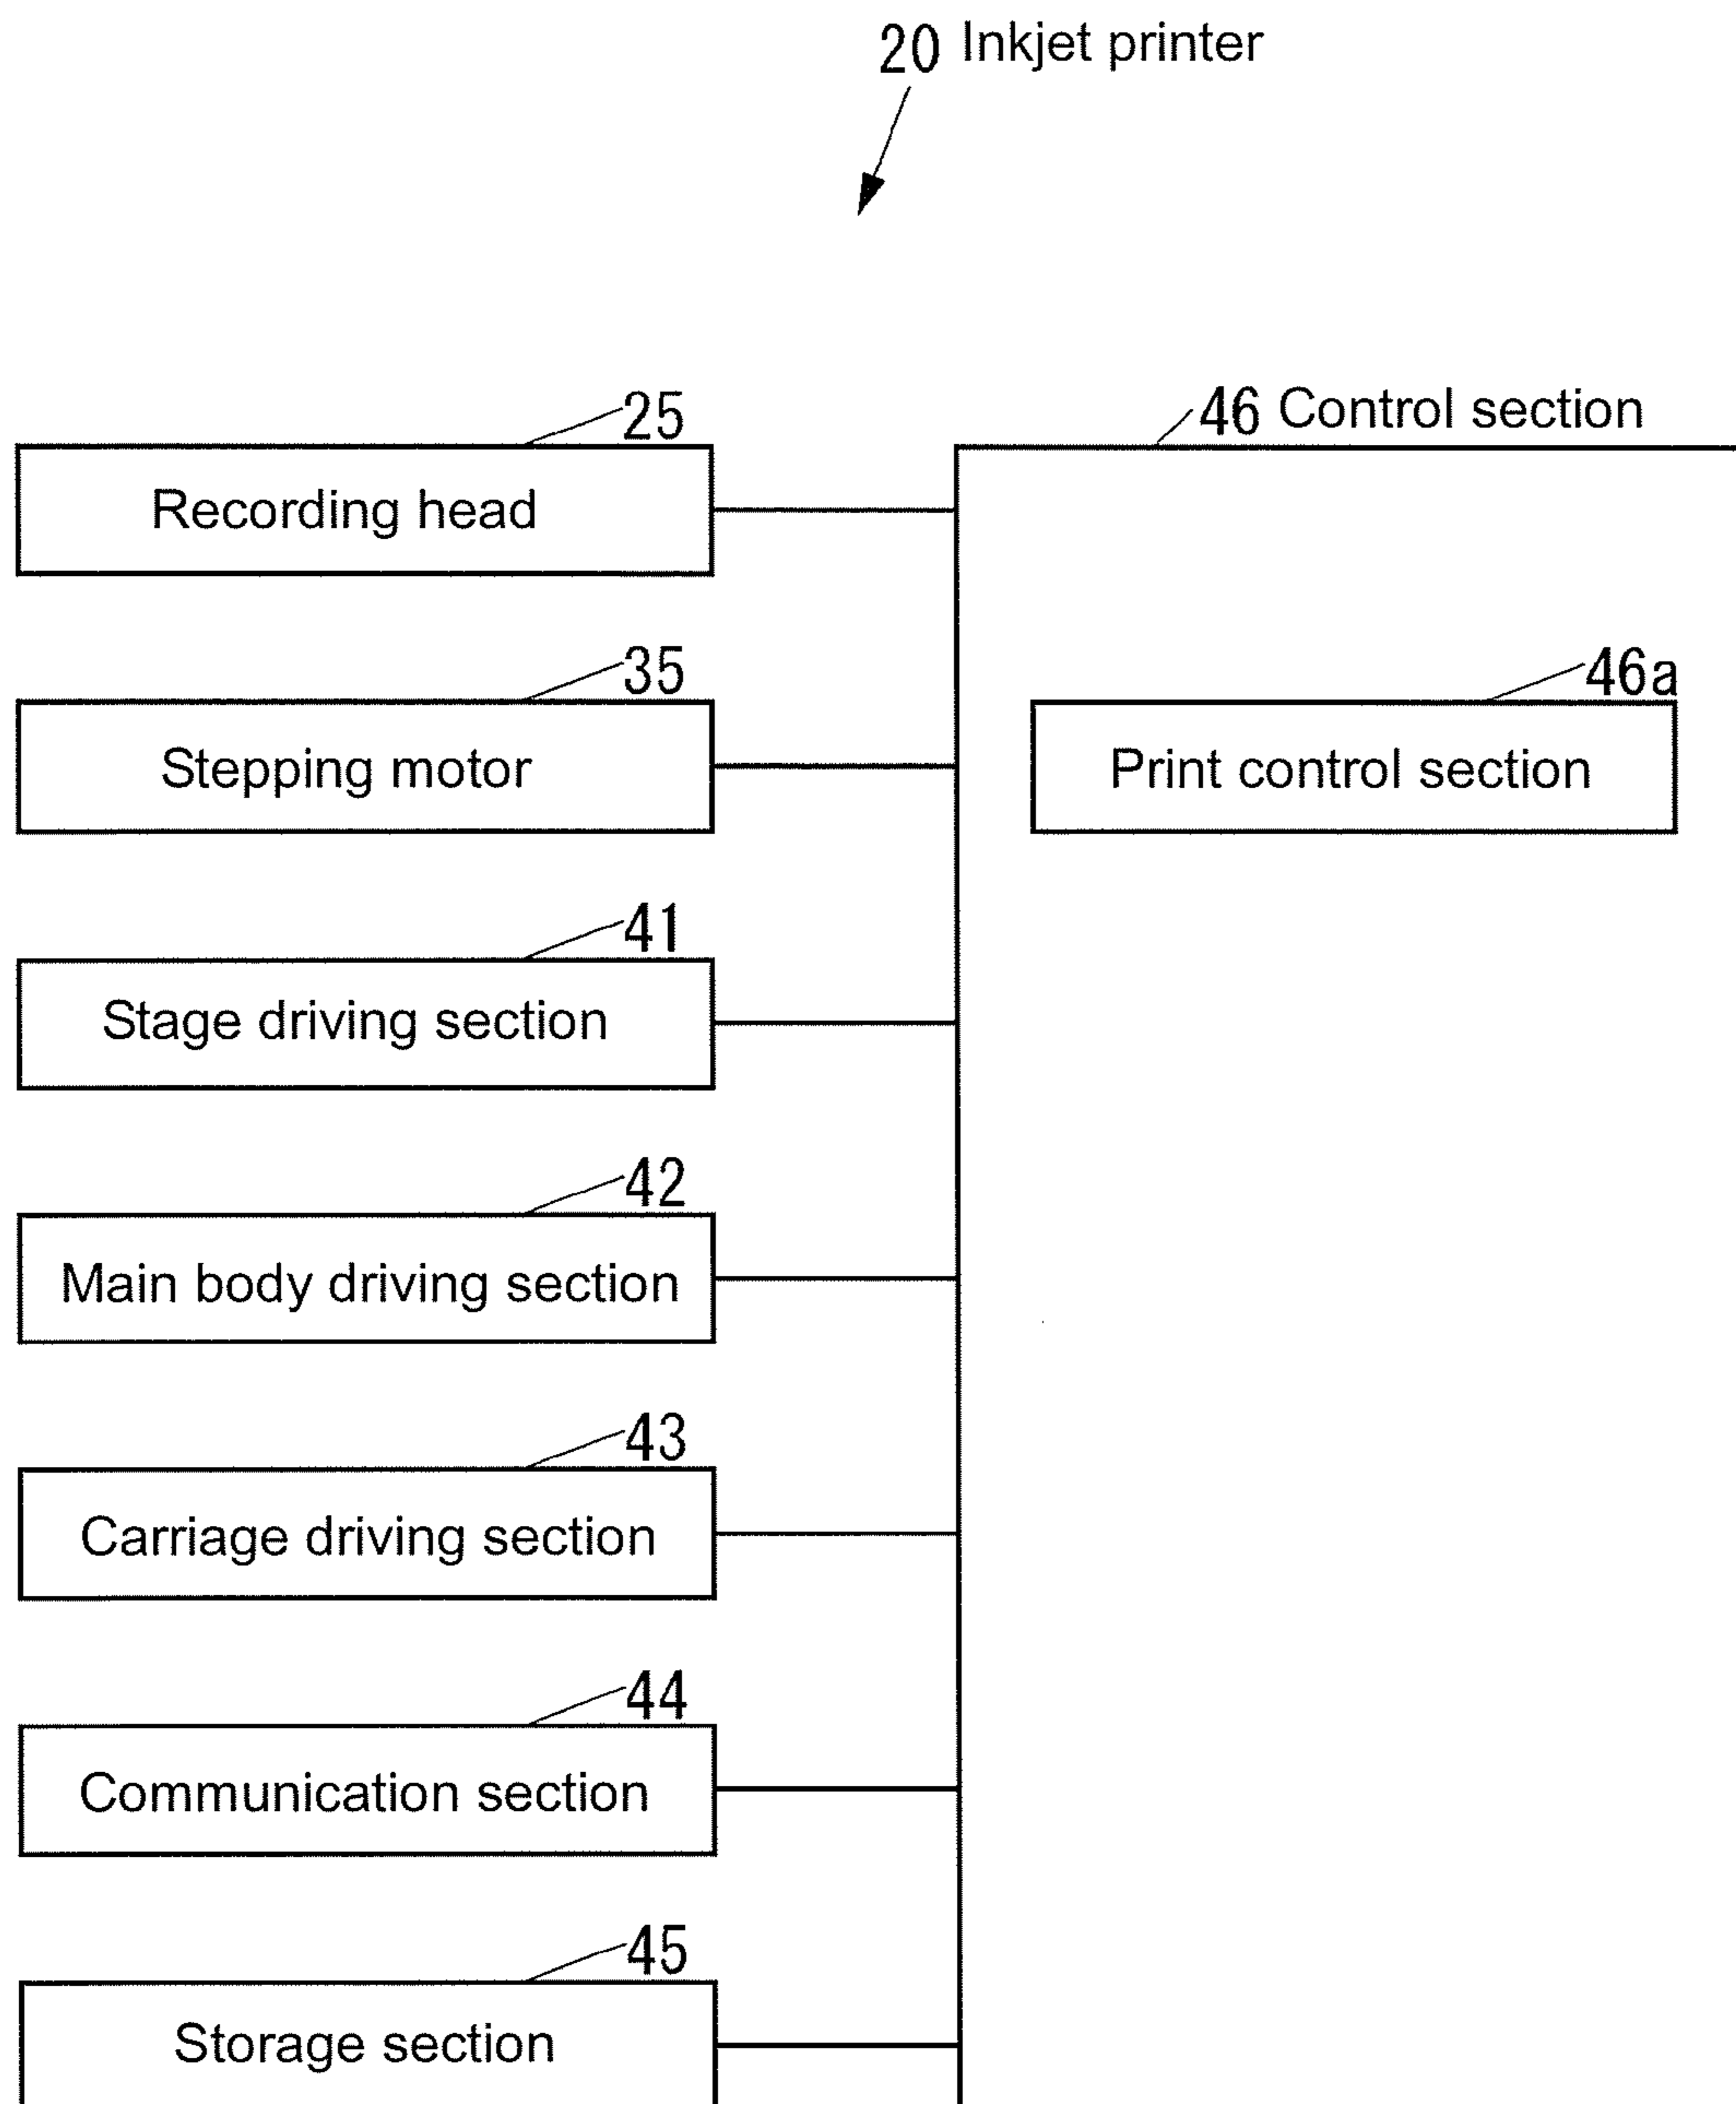 20 Inkjet printer
25
46 Control section
Recording head
35
46a
Stepping motor
Print control section
41
Stage driving section
42
Main body driving section
43
Carriage driving section
44
Communication section
45
Storage section